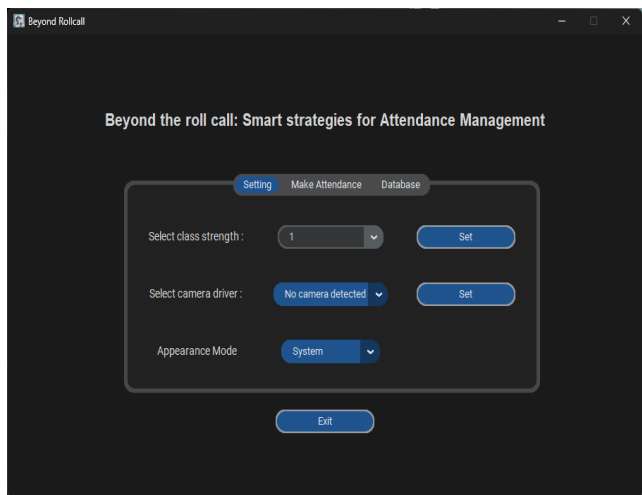 Beyond Rollcall
Beyond the roll call: Smart strategies for Attendance Management
Setting Make Attendance Database
Select class strength : 1 Set
Select camera driver : No camera detected Set
Appearance Mode System
Exit